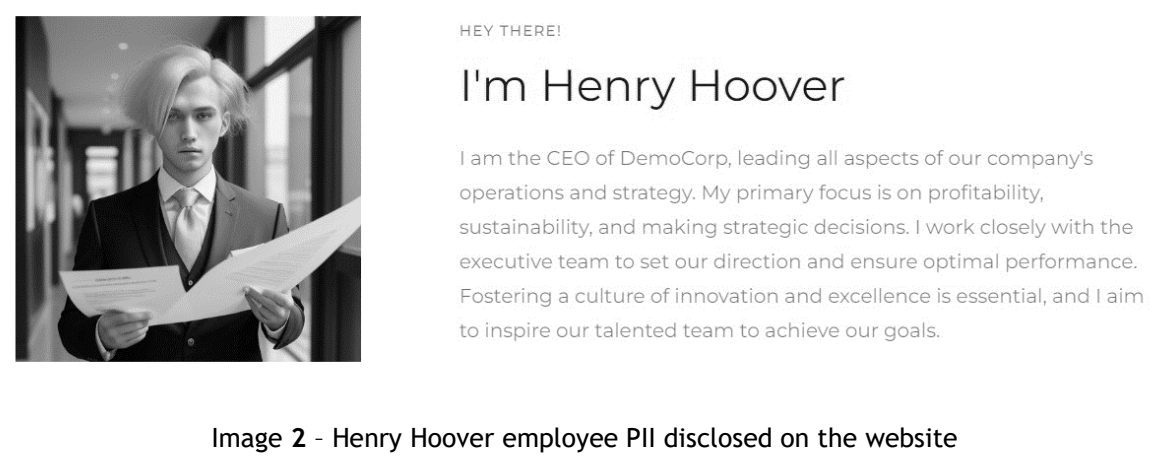 HEY THERE!
I'm Henry Hoover
I am the CEO of DemoCorp, leading all aspects of our company's
operations and strategy. My primary focus is on profitability,
sustainability, and making strategic decisions. I work closely with the
executive team to set our direction and ensure optimal performance.
Fostering a culture of innovation and excellence is essential, and I aim
to inspire our talented team to achieve our goals.
Image 2 – Henry Hoover employee PII disclosed on the website